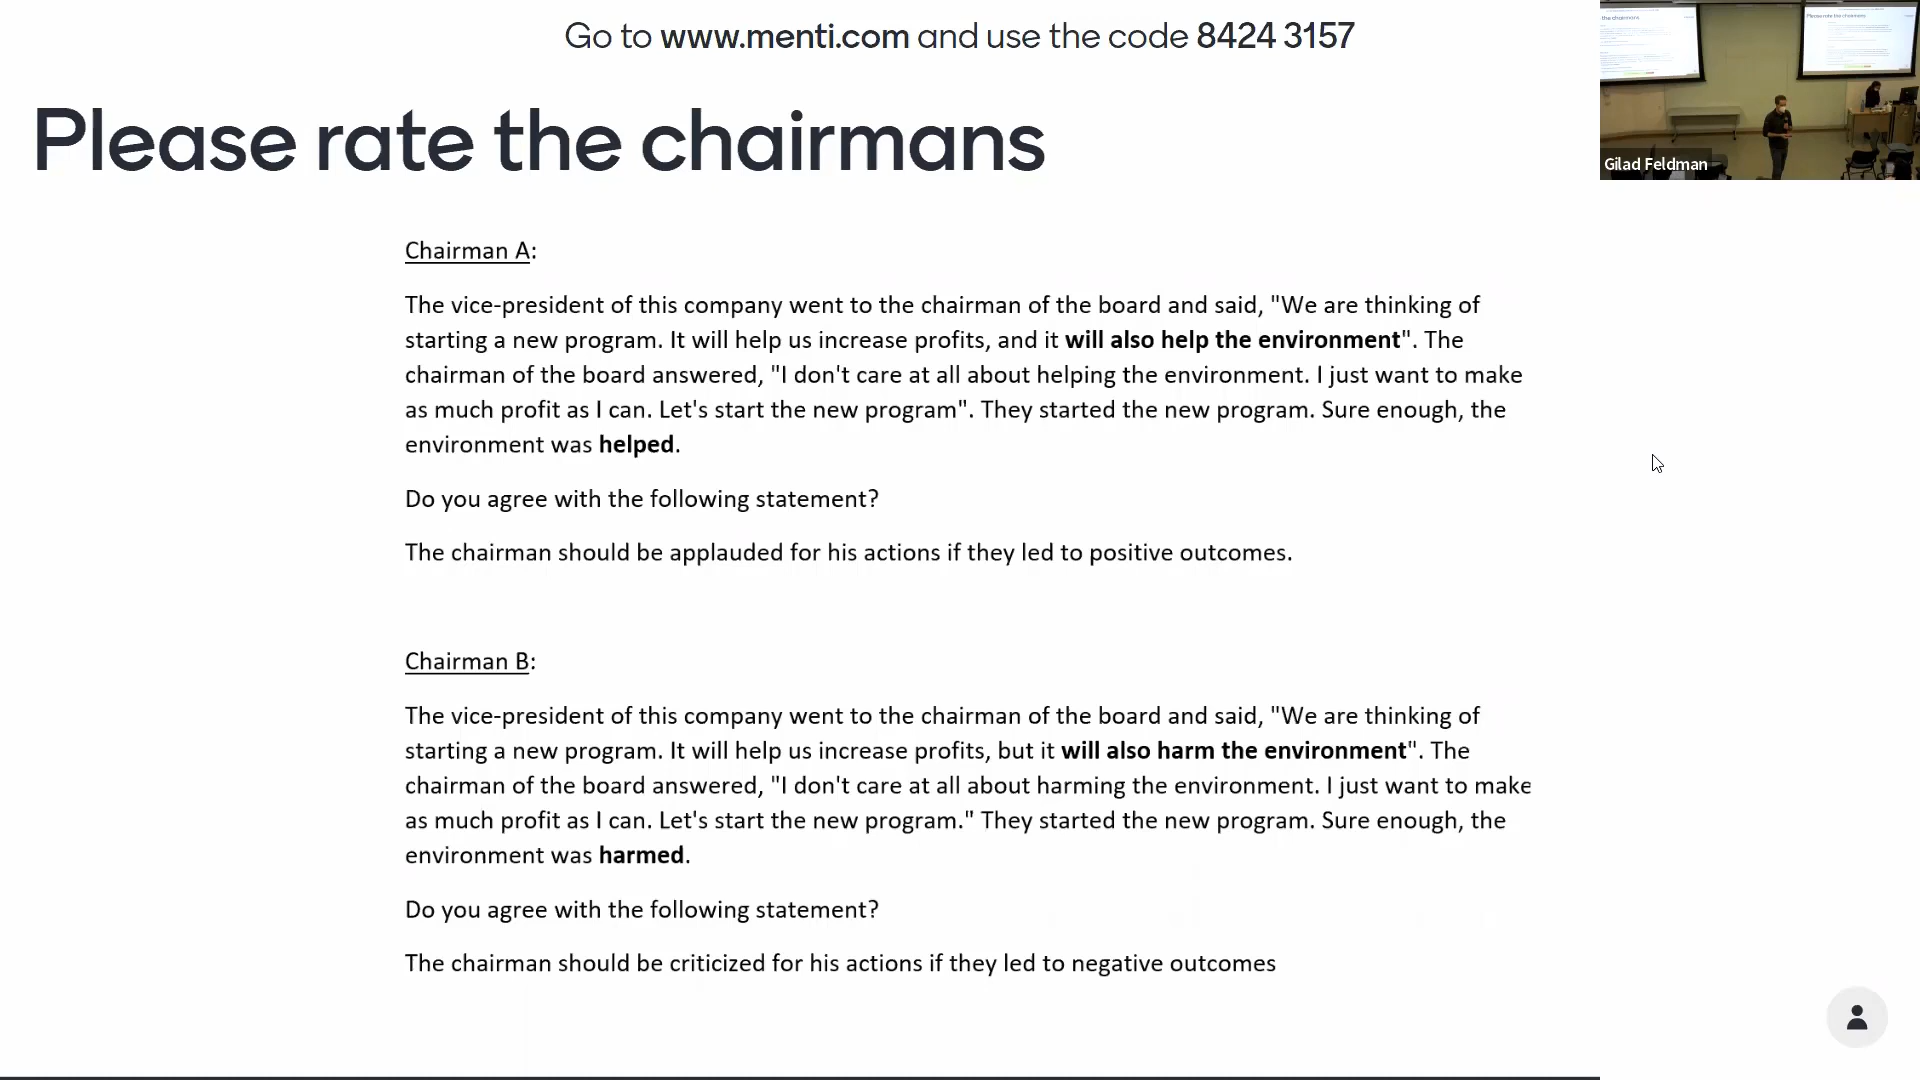 Go to www.menti.com and use the code 8424 3157
Please rate the chairmans
Gilad Feldman
Chairman A:
The vice-president of this company went to the chairman of the board and said, "We are thinking of
starting a new program. It will help us increase profits, and it will also help the environment". The
chairman of the board answered, "I don't care at all about helping the environment. I just want to make
as much profit as I can. Let's start the new program". They started the new program. Sure enough, the
environment was helped.
Do you agree with the following statement?
The chairman should be applauded for his actions if they led to positive outcomes.
Chairman B:
The vice-president of this company went to the chairman of the board and said, "We are thinking of
starting a new program. It will help us increase profits, but it will also harm the environment". The
chairman of the board answered, "I don't care at all about harming the environment. I just want to make
as much profit as I can. Let's start the new program." They started the new program. Sure enough, the
environment was harmed.
Do you agree with the following statement?
The chairman should be criticized for his actions if they led to negative outcomes